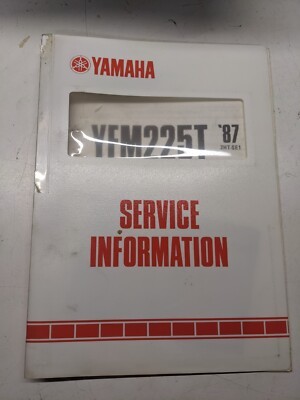 YAMAHA
YFM225T '87
SERVICE
INFORMATION